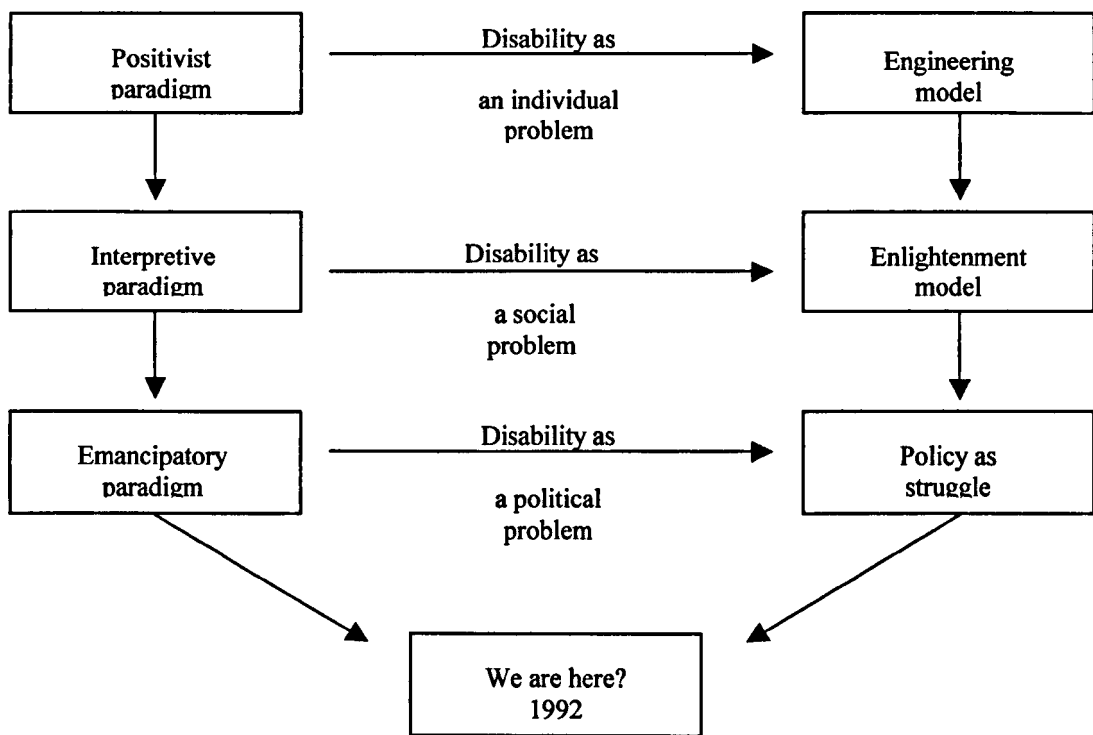 Positivist
paradigm
Disability as
an individual
problem
Engineering
model
Interpretive
paradigm
Disability as
a social
problem
Enlightenment
model
Emancipatory
paradigm
Disability as
a political
problem
Policy as
struggle
We are here?
1992